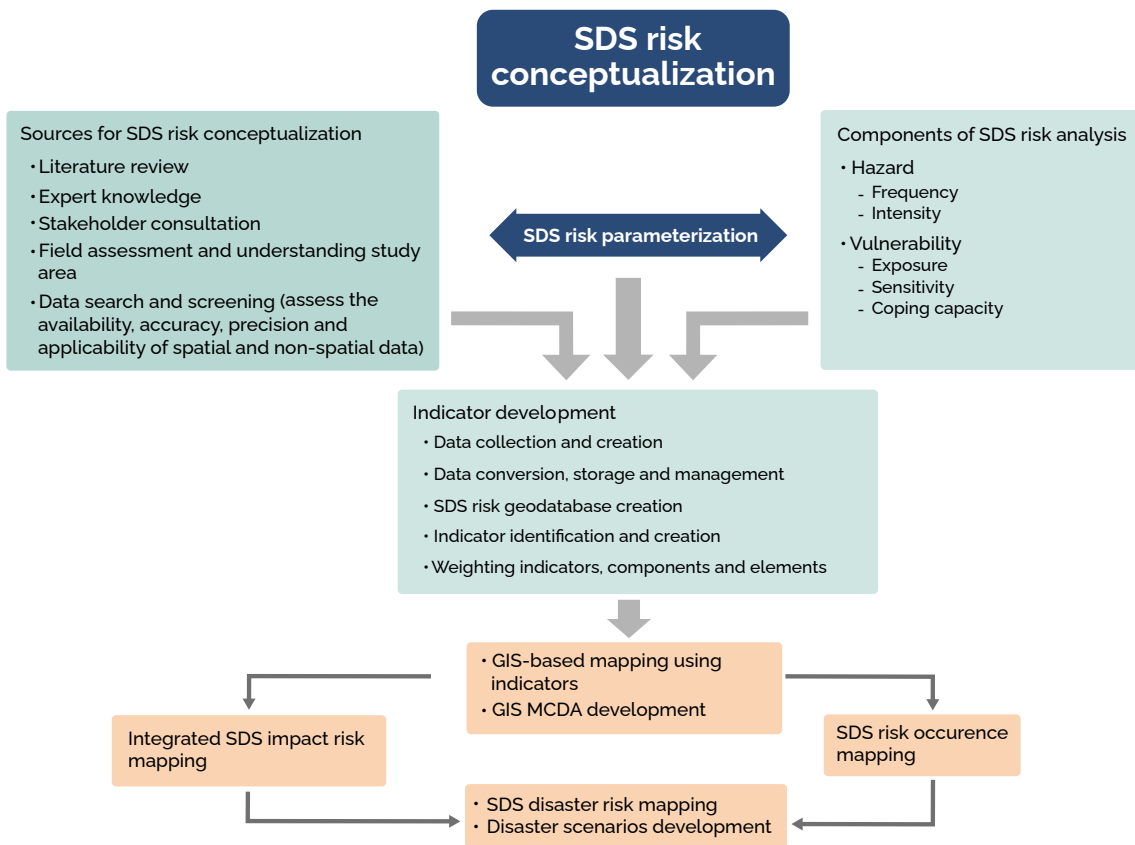 SDS risk
conceptualization
Sources for SDS risk conceptualization
• Literature review
• Expert knowledge
• Stakeholder consultation
• Field assessment and understanding study
area
• Data search and screening (assess the
availability, accuracy, precision and
applicability of spatial and non-spatial data)
SDS risk parameterization
Components of SDS risk analysis
• Hazard
- Frequency
- Intensity
• Vulnerability
- Exposure
- Sensitivity
- Coping capacity
Indicator development
• Data collection and creation
• Data conversion, storage and management
• SDS risk geodatabase creation
• Indicator identification and creation
• Weighting indicators, components and elements
• GIS-based mapping using
indicators
• GIS MCDA development
Integrated SDS impact risk
mapping
SDS risk occurence
mapping
• SDS disaster risk mapping
• Disaster scenarios development